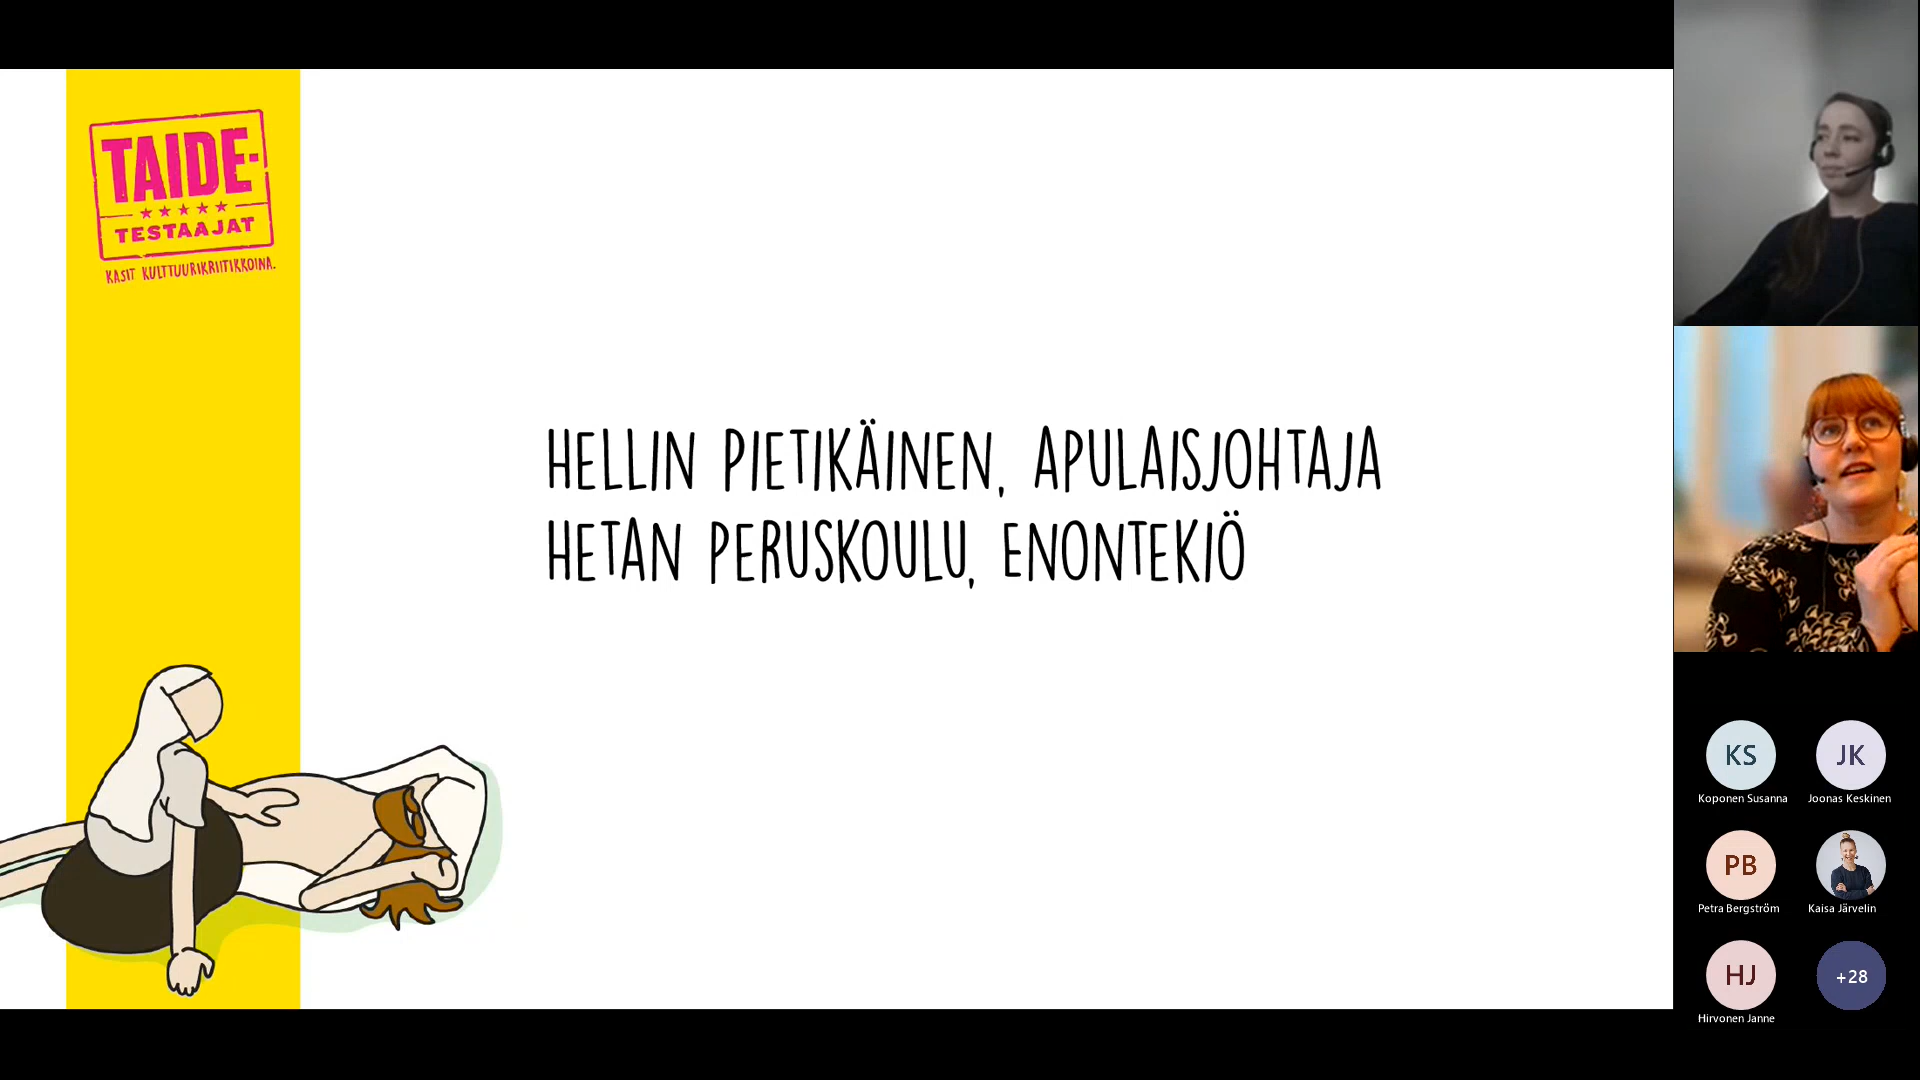 TAIDE-
TESTAAJAT
KASIT KULTTUURIKRIITIKKOINA.
HELLIN PIETIKÄINEN, APULAISJOHTAJA
HETAN PERUSKOULU, ENONTEKIÖ
KS
JK
Koponen Susanna
Joonas Keskinen
PB
Petra Bergström
Kaisa Järvelin
HJ
+28
Hirvonen Janne